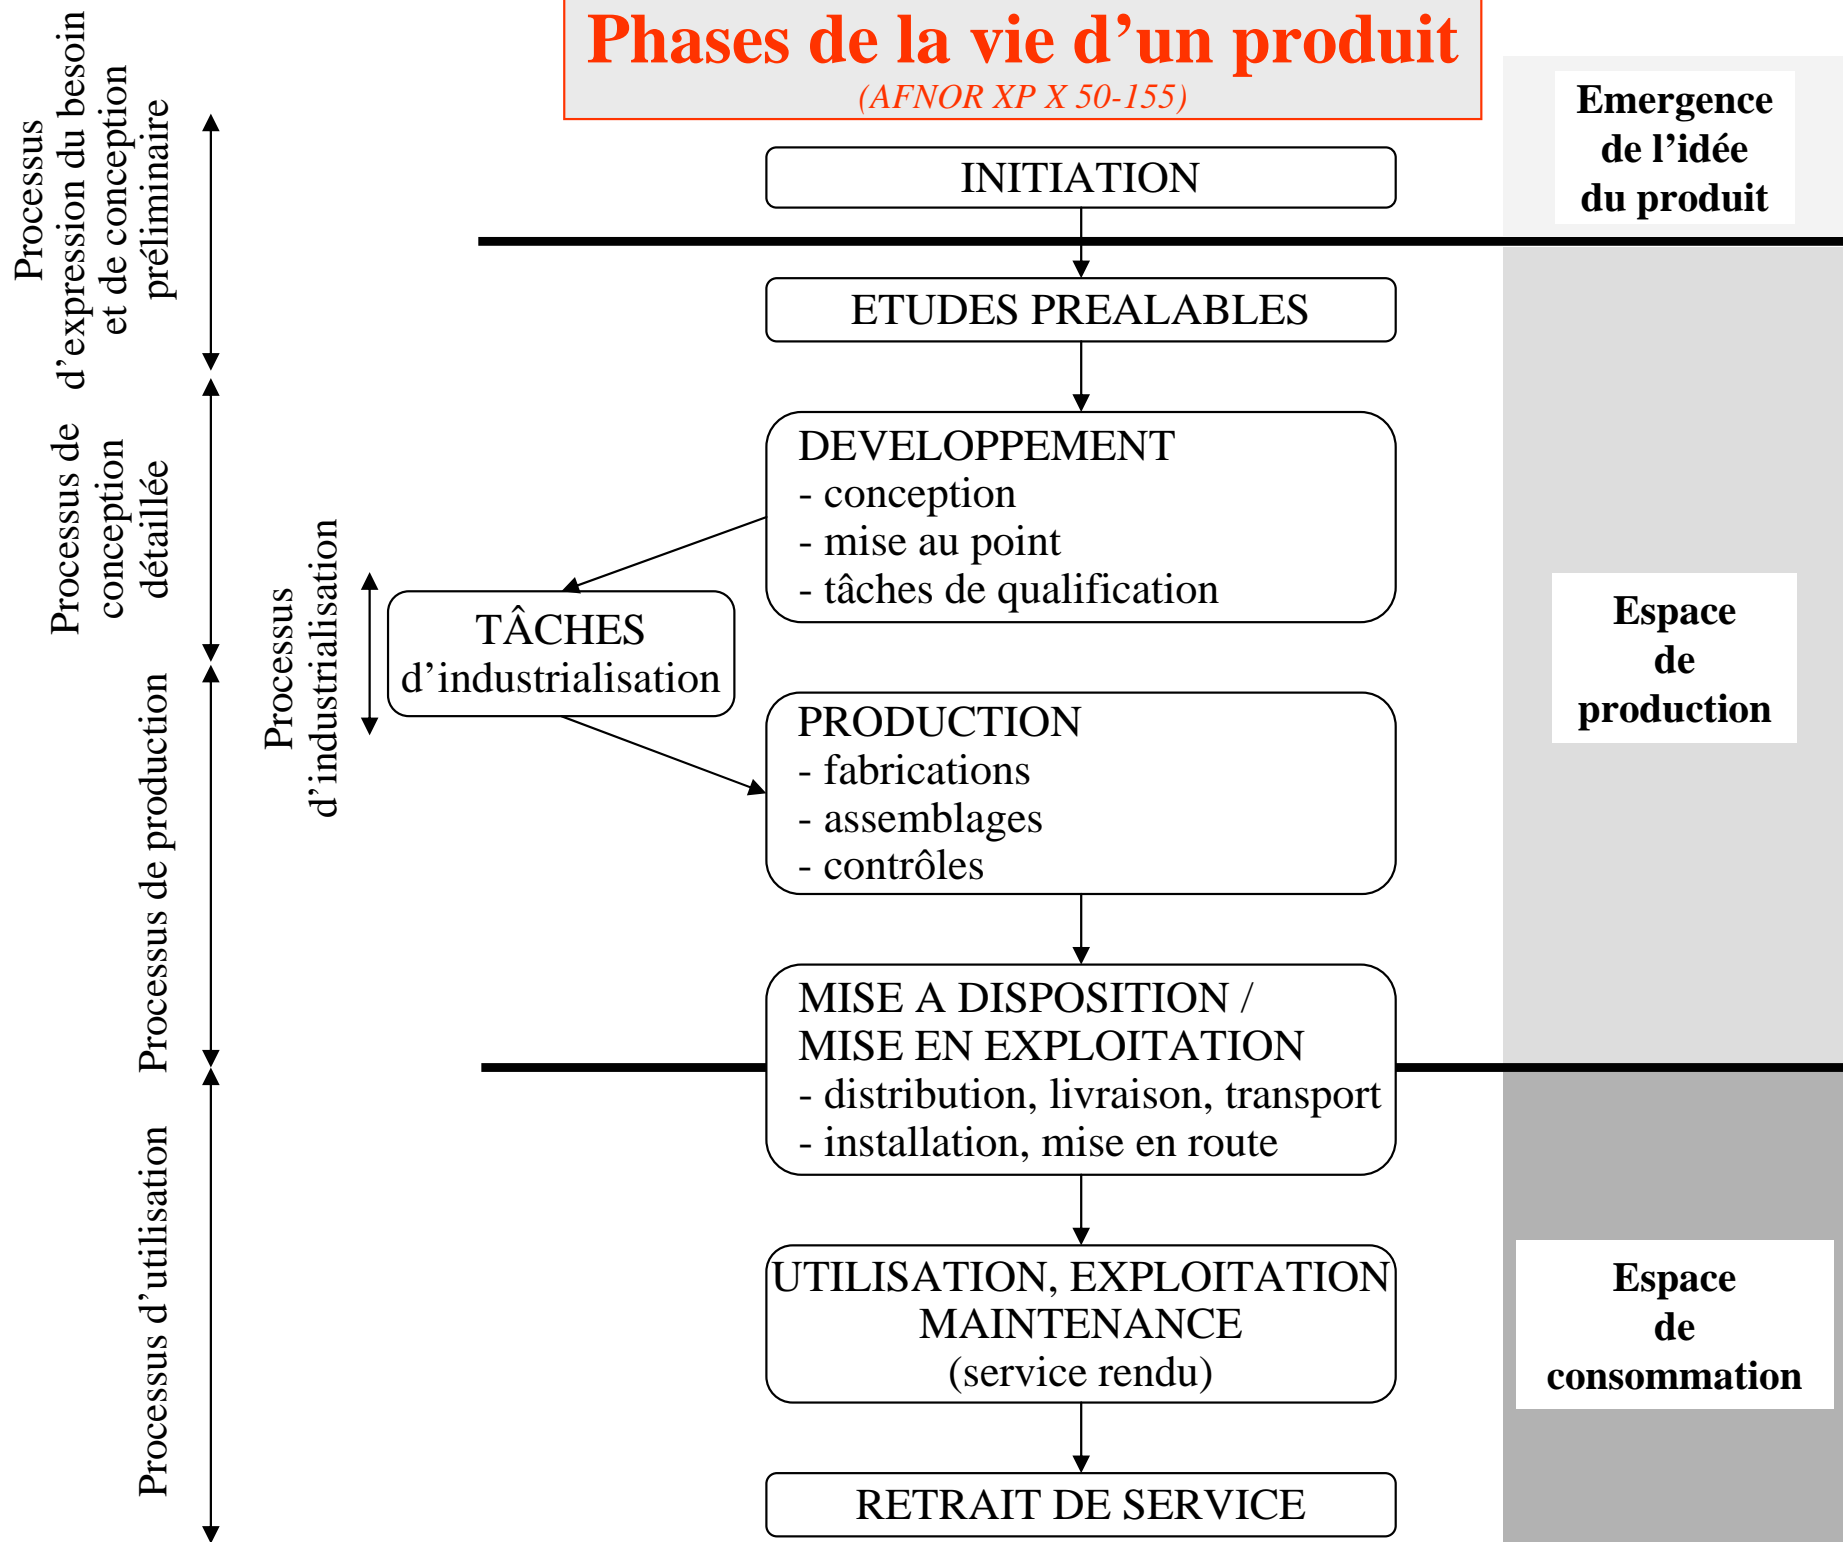 Phases de la vie d’un produit
(AFNOR XP X 50-155)
Processus
d’expression du besoin
et de conception
préliminaire
INITIATION
Emergence
de l’idée
du produit
ETUDES PREALABLES
Processus de
conception
détaillée
DEVELOPPEMENT
- conception
- mise au point
- tâches de qualification
Processus
d’industrialisation
TÂCHES
d’industrialisation
Espace
de
production
Processus de production
PRODUCTION
- fabrications
- assemblages
- contrôles
MISE A DISPOSITION /
MISE EN EXPLOITATION
- distribution, livraison, transport
- installation, mise en route
Processus d’utilisation
UTILISATION, EXPLOITATION
MAINTENANCE
(service rendu)
Espace
de
consommation
RETRAIT DE SERVICE